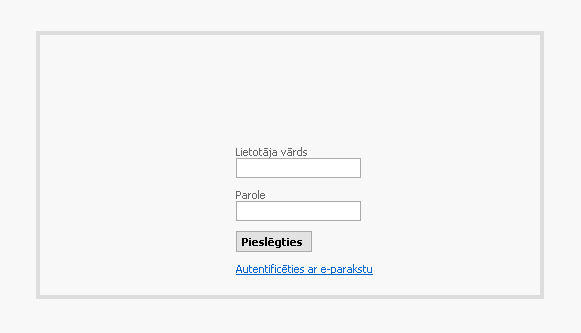 Lietotāja vārds
Parole
Pieslēgties
Autentificēties ar e-parakstu